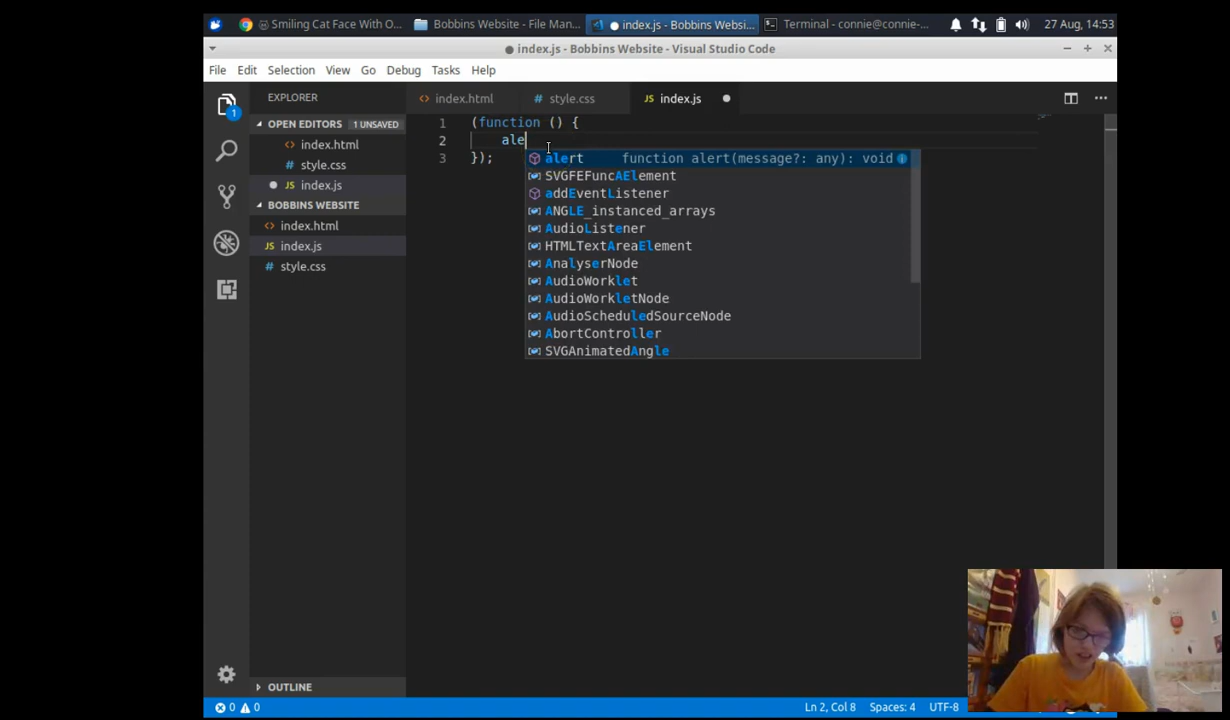 Smiling Cat Face With O... Bobbins Website - File Man... ● index.js - Bobbins Websi... Terminal - connie@connie-... 27 Aug, 14:53
● index.js - Bobbins Website - Visual Studio Code
File Edit Selection View Go Debug Tasks Help
EXPLORER index.html # style.css JS index.js
1 (function () {
OPEN EDITORS 1 UNSAVED
2 ale
index.html
3 });
alert function alert(message?: any): void
# style.css
SVGFEFuncAElement
JS index.js
addEventListener
BOBBINS WEBSITE
ANGLE_instanced_arrays
index.html
AudioListener
JS index.js
HTMLTextAreaElement
# style.css
AnalyserNode
AudioWorklet
AudioWorkletNode
AudioScheduledSourceNode
AbortController
SVGAnimatedAngle
1
OUTLINE
0 0 Ln 2, Col 8 Spaces: 4 UTF-8